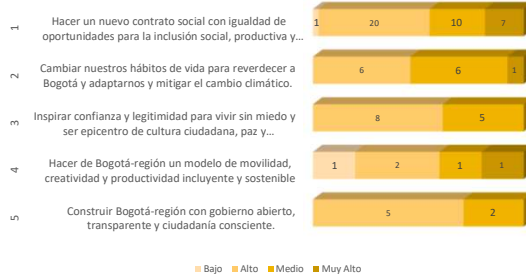 1
Hacer un nuevo contrato social con igualdad de
oportunidades para la inclusión social, productiva y…
1 20 10 7
2
Cambiar nuestros hábitos de vida para reverdecer a
Bogotá y adaptarnos y mitigar el cambio climático.
6 6 1
3
Inspirar confianza y legitimidad para vivir sin miedo y
ser epicentro de cultura ciudadana, paz y…
8 5
4
Hacer de Bogotá-región un modelo de movilidad,
creatividad y productividad incluyente y sostenible
1 2 1 1
5
Construir Bogotá-región con gobierno abierto,
transparente y ciudadanía consciente.
5 2
Bajo Alto Medio Muy Alto